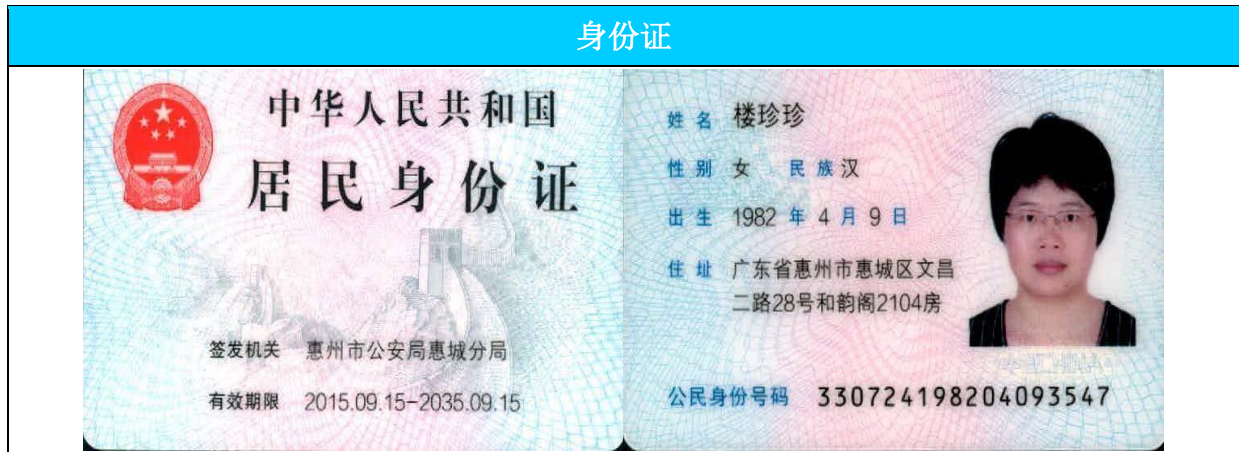 身份证
中华人民共和国
居民身份证
签发机关 惠州市公安局惠城分局
有效期限 2015.09.15-2035.09.15
姓名 楼珍珍
性别 女 民族 汉
出生 1982 年 4 月 9 日
住址 广东省惠州市惠城区文昌
二路28号和韵阁2104房
公民身份号码 330724198204093547